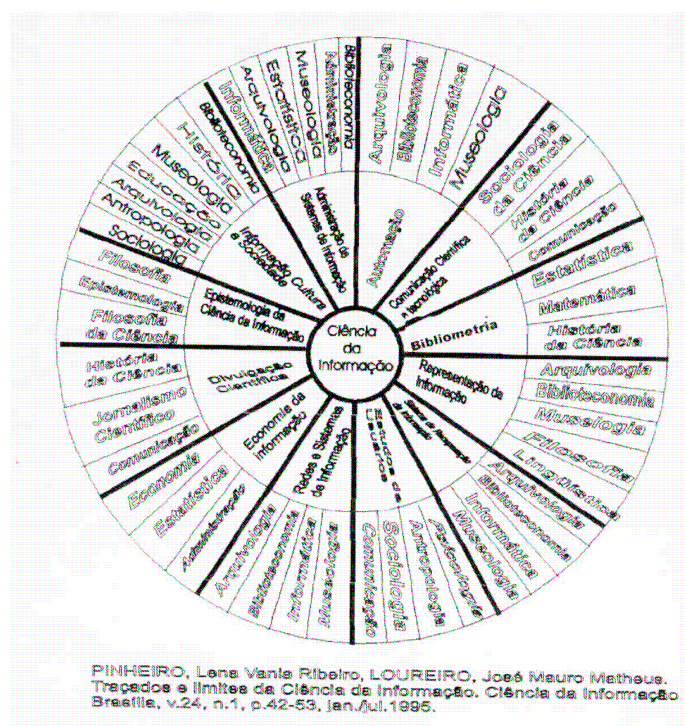 Ciência
da
Informação
Automação
Arquivologia
Biblioteconomia
Informática
Museologia
Comunicação Científica
e tecnológica
Sociologia
da Ciência
História
da Ciência
Comunicação
Bibliometria
Estatística
Matemática
História
da Ciência
Representação da
Informação
Arquivologia
Biblioteconomia
Museologia
Filosofia
Lingüística
Arquivologia
Biblioteconomia
Informática
Museologia
Estudos de
Usuários
Antropologia
Sociologia
Comunicação
Redes e Sistemas
de Informação
Museologia
Informática
Biblioteconomia
Arquivologia
Economia da
Informação
Administração
Estatística
Economia
Divulgação
Científica
Comunicação
Jornalismo
Científico
História
da Ciência
Epistemologia da
Ciência da Informação
Filosofia
da Ciência
Epistemologia
Filosofia
Informação Cultura
e Sociedade
Sociologia
Antropologia
Arquivologia
Educação
Museologia
História
Biblioteconomia
Administração de
Sistemas de Informação
Informática
Arquivologia
Estatística
Museologia
Administração
Biblioteconomia
PINHEIRO, Lena Vania Ribeiro, LOUREIRO, José Mauro Matheus.
Traçados e limites da Ciência da Informação. Ciência da Informação
Brasília, v.24, n.1, p.42-53, jan./jul.1995.